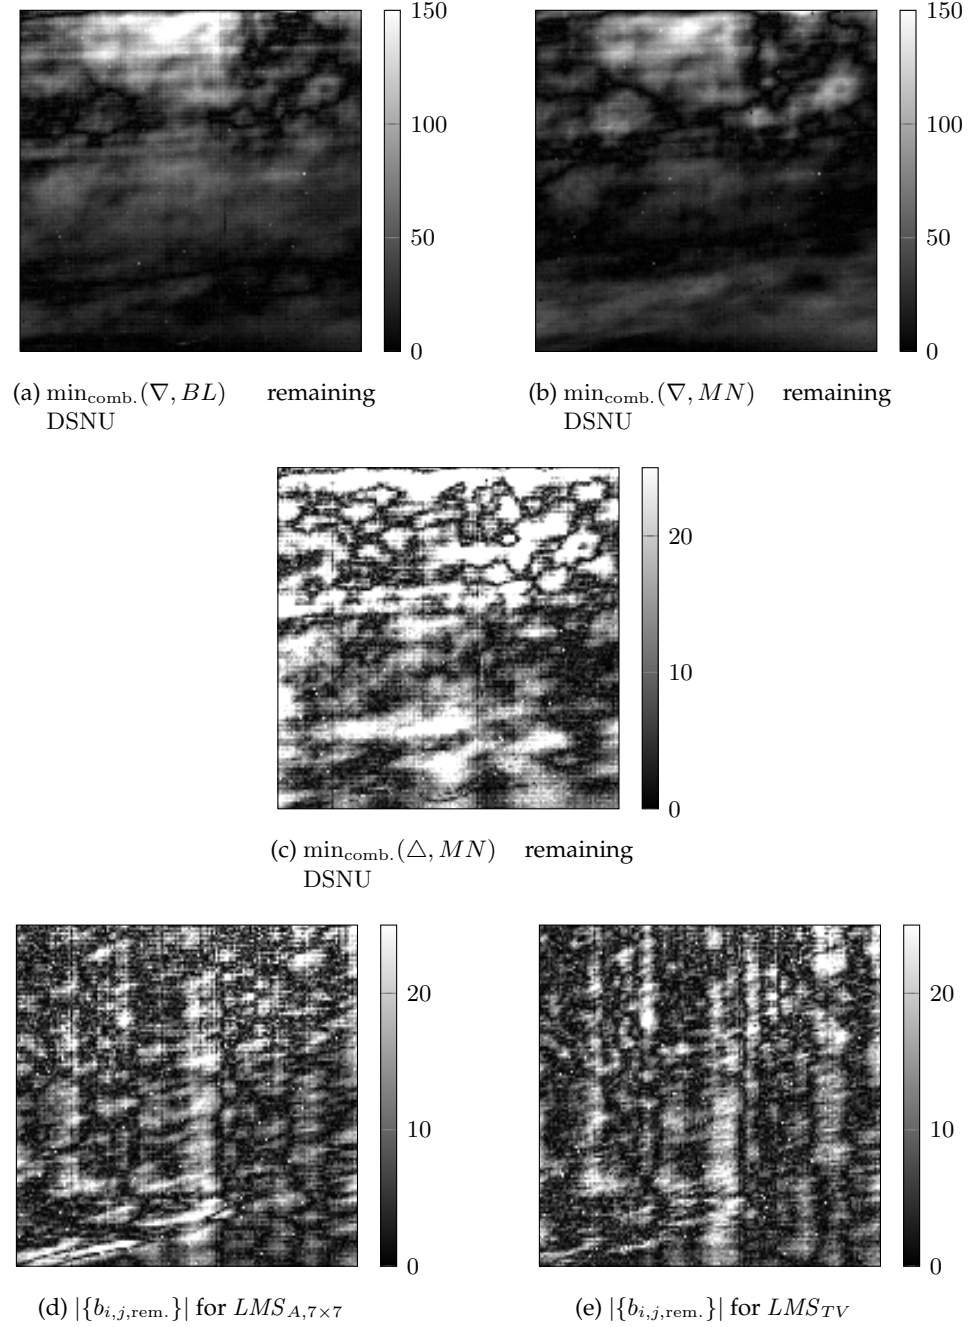 150
100
50
0
150
100
50
0
(a) min_comb.(∇, BL) remaining
DSNU
(b) min_comb.(∇, MN) remaining
DSNU
20
10
0
(c) min_comb.(△, MN) remaining
DSNU
20
10
0
20
10
0
(d) |{b_i,j,rem.}| for LMS_A,7×7
(e) |{b_i,j,rem.}| for LMS_TV